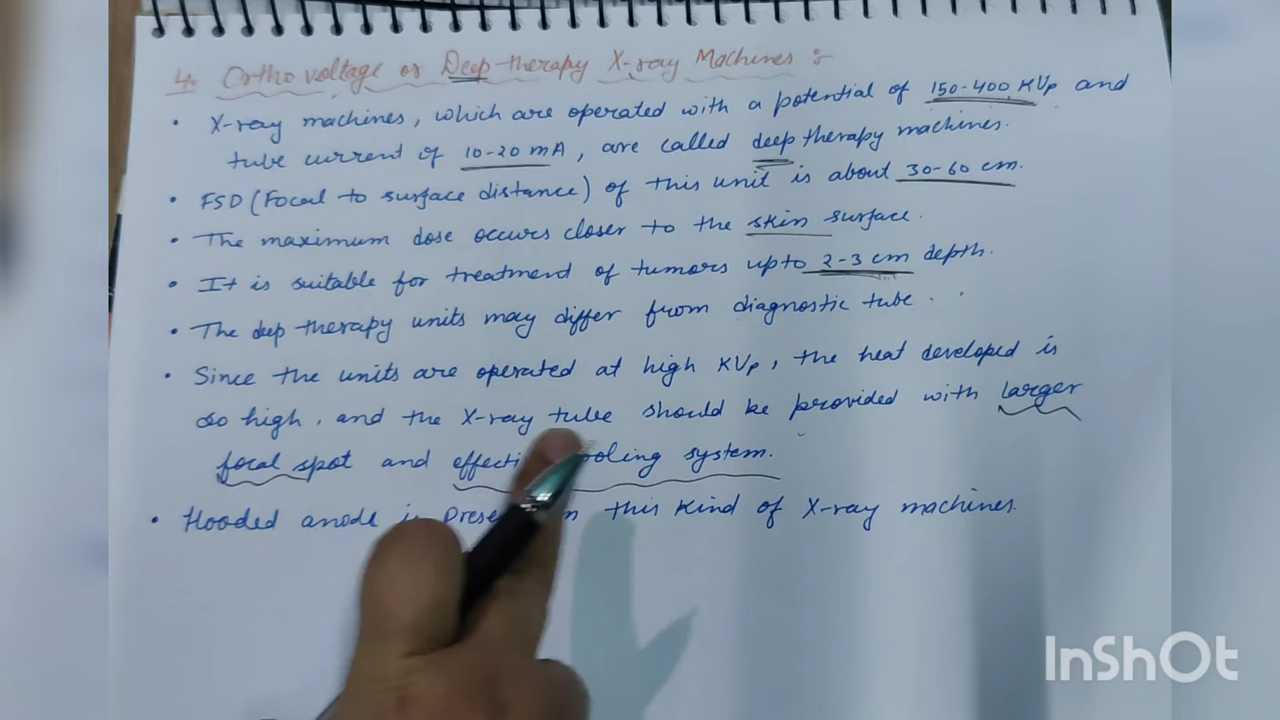 4. Orthovoltage or Deep therapy X-ray Machines :
• X-ray machines, which are operated with a potential of 150-400 KVp and
tube current of 10-20 mA, are called deep therapy machines.
• FSD (Focal to surface distance) of this unit is about 30-60 cm.
• The maximum dose occurs closer to the skin surface.
• It is suitable for treatment of tumors upto 2-3 cm depth.
• The deep therapy units may differ from diagnostic tube.
• Since the units are operated at high KVp, the heat developed is
so high, and the X-ray tube should be provided with larger
focal spot and system.
• Hooded anode this kind of X-ray machines.
InShOt